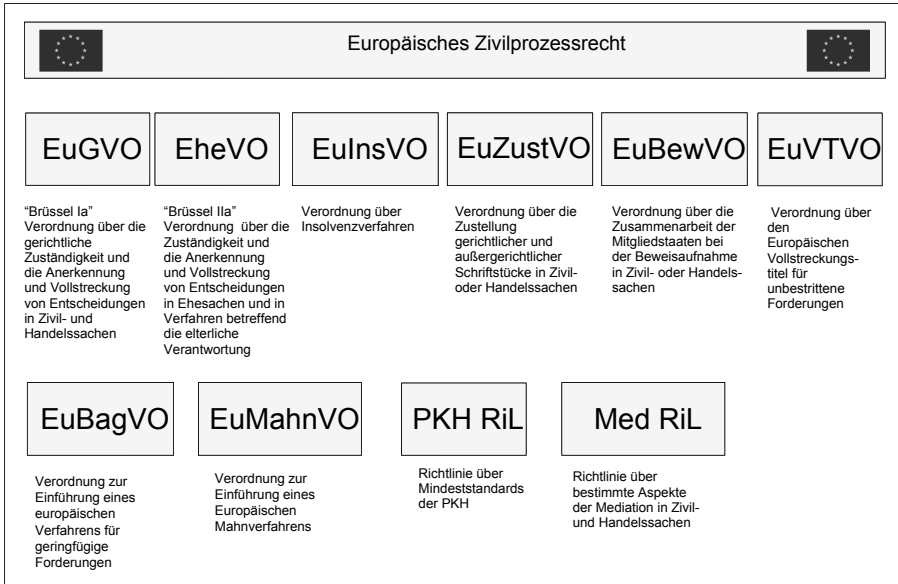 Europäisches Zivilprozessrecht
EuGVO
“Brüssel Ia”
Verordnung über die
gerichtliche
Zuständigkeit und
die Anerkennung
und Vollstreckung
von Entscheidungen
in Zivil- und
Handelssachen
EheVO
“Brüssel IIa”
Verordnung über die
Zuständigkeit und
die Anerkennung
und Vollstreckung
von Entscheidungen
in Ehesachen und in
Verfahren betreffend
die elterliche
Verantwortung
EuInsVO
Verordnung über
Insolvenzverfahren
EuZustVO
Verordnung über die
Zustellung
gerichtlicher und
außergerichtlicher
Schriftstücke in Zivil-
oder Handelssachen
EuBewVO
Verordnung über die
Zusammenarbeit der
Mitgliedstaaten bei
der Beweisaufnahme
in Zivil- oder Handels-
sachen
EuVTVO
Verordnung über
den
Europäischen
Vollstreckungs-
titel für
unbestrittene
Forderungen
EuBagVO
Verordnung zur
Einführung eines
europäischen
Verfahrens für
geringfügige
Forderungen
EuMahnVO
Verordnung zur
Einführung eines
Europäischen
Mahnverfahrens
PKH RiL
Richtlinie über
Mindeststandards
der PKH
Med RiL
Richtlinie über
bestimmte Aspekte
der Mediation in Zivil-
und Handelssachen